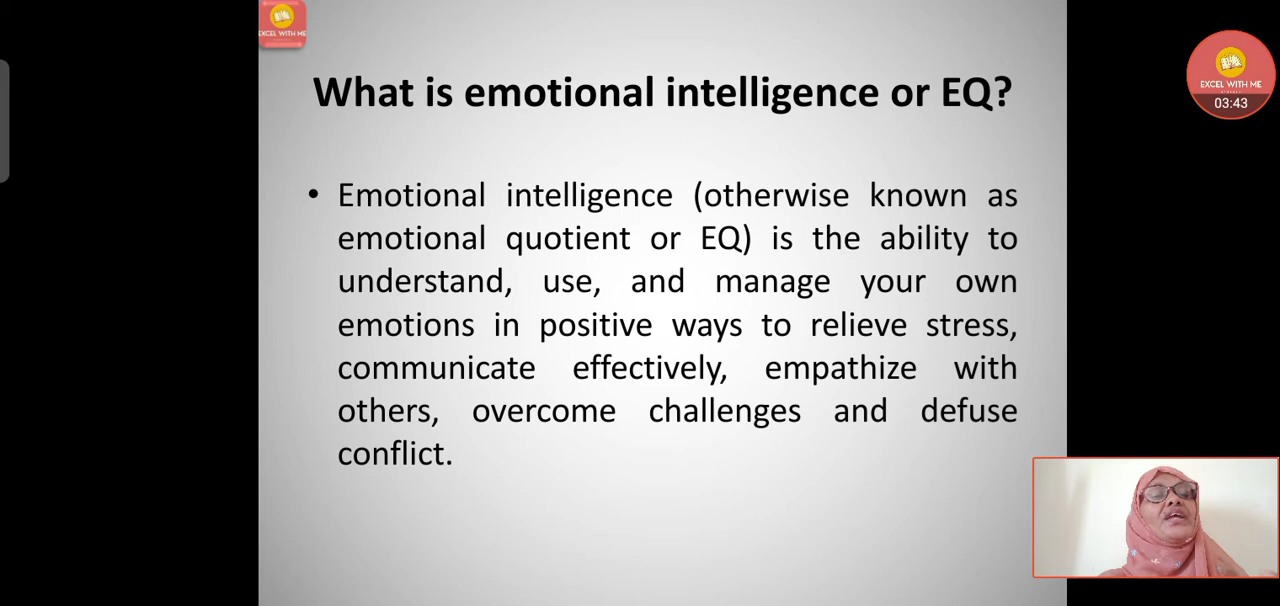 EXCEL WITH ME
What is emotional intelligence or EQ?
EXCEL WITH ME
03:43
• Emotional intelligence (otherwise known as
emotional quotient or EQ) is the ability to
understand, use, and manage your own
emotions in positive ways to relieve stress,
communicate effectively, empathize with
others, overcome challenges and defuse
conflict.